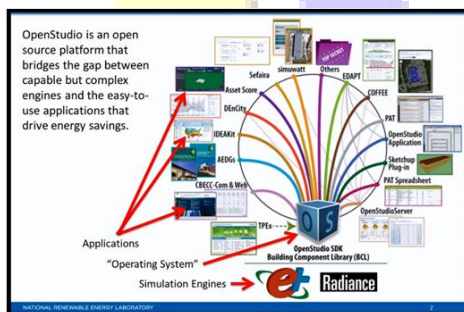 OpenStudio is an open
source platform that
bridges the gap between
capable but complex
engines and the easy-to-
use applications that
drive energy savings.
simuwatt
Others
TOP SECRET
Sefaira
EDAPT
Asset Score
COFFEE
DEnCity
PAT
IDEAKit
OpenStudio
Application
AEDGs
Sketchup
Plug-in
CBECC-Com & Web
PAT Spreadsheet
OpenStudioServer
TPEx
OS
OpenStudio SDK
Building Component Library (BCL)
Applications
"Operating System"
Simulation Engines
e+
Radiance
NATIONAL RENEWABLE ENERGY LABORATORY
2